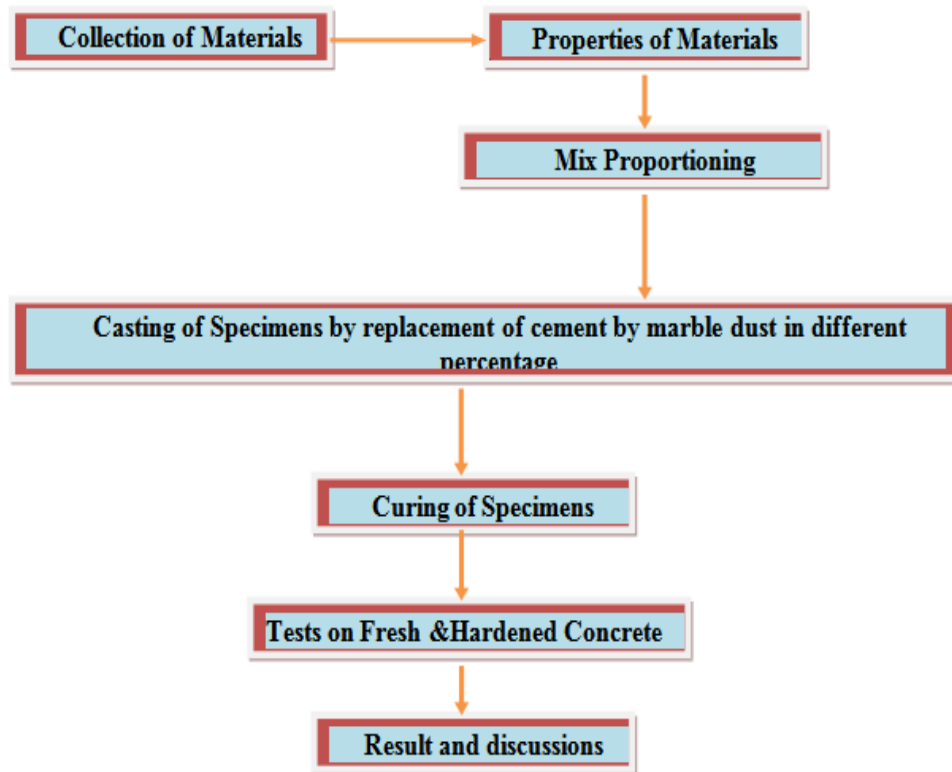 Collection of Materials
Properties of Materials
Mix Proportioning
Casting of Specimens by replacement of cement by marble dust in different
percentage
Curing of Specimens
Tests on Fresh &Hardened Concrete
Result and discussions